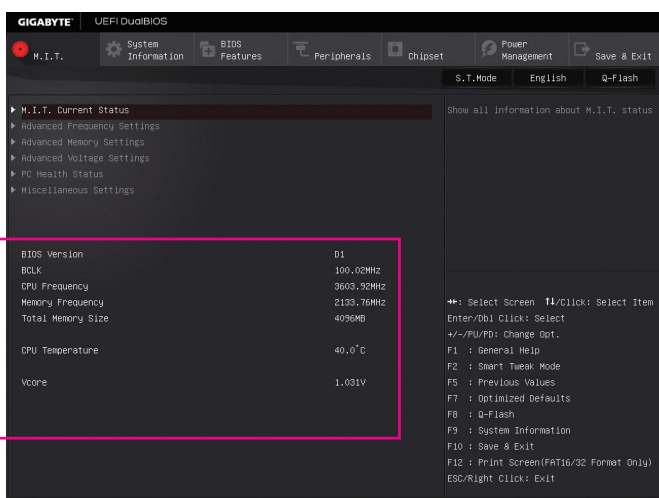 GIGABYTE™ UEFI DualBIOS
M.I.T.
System Information
BIOS Features
Peripherals
Chipset
Power Management
Save & Exit
S.T.Mode English Q-Flash
M.I.T. Current Status
Advanced Frequency Settings
Advanced Memory Settings
Advanced Voltage Settings
PC Health Status
Miscellaneous Settings
Show all information about M.I.T. status
BIOS Version D1
BCLK 100.02MHz
CPU Frequency 3603.92MHz
Memory Frequency 2133.76MHz
Total Memory Size 4096MB
CPU Temperature 40.0°C
Vcore 1.031V
→←: Select Screen ↑↓/Click: Select Item
Enter/Dbl Click: Select
+/-/PU/PD: Change Opt.
F1 : General Help
F2 : Smart Tweak Mode
F5 : Previous Values
F7 : Optimized Defaults
F8 : Q-Flash
F9 : System Information
F10 : Save & Exit
F12 : Print Screen(FAT16/32 Format Only)
ESC/Right Click: Exit